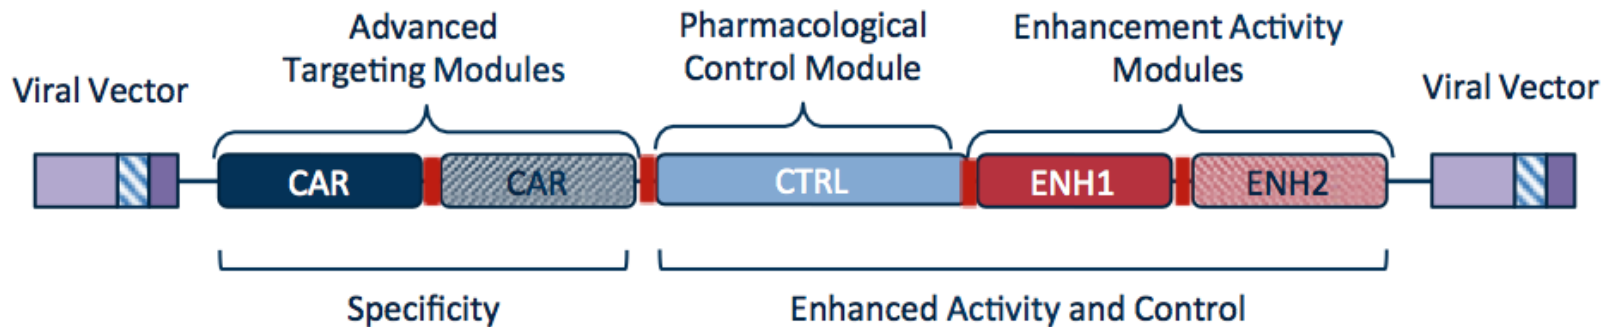 Advanced
Targeting Modules
Pharmacological
Control Module
Enhancement Activity
Modules
Viral Vector
Viral Vector
CAR
CAR
CTRL
ENH1
ENH2
Specificity
Enhanced Activity and Control